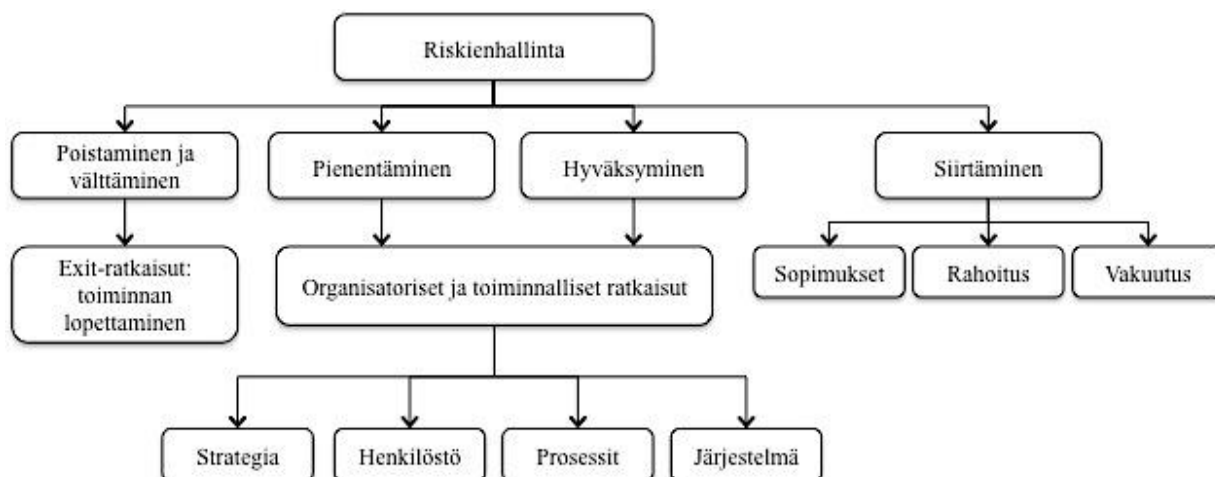 Riskienhallinta
Poistaminen ja
välttäminen
Pienentäminen
Hyväksyminen
Siirtäminen
Exit-ratkaisut:
toiminnan
lopettaminen
Organisatoriset ja toiminnalliset ratkaisut
Sopimukset
Rahoitus
Vakuutus
Strategia
Henkilöstö
Prosessit
Järjestelmä